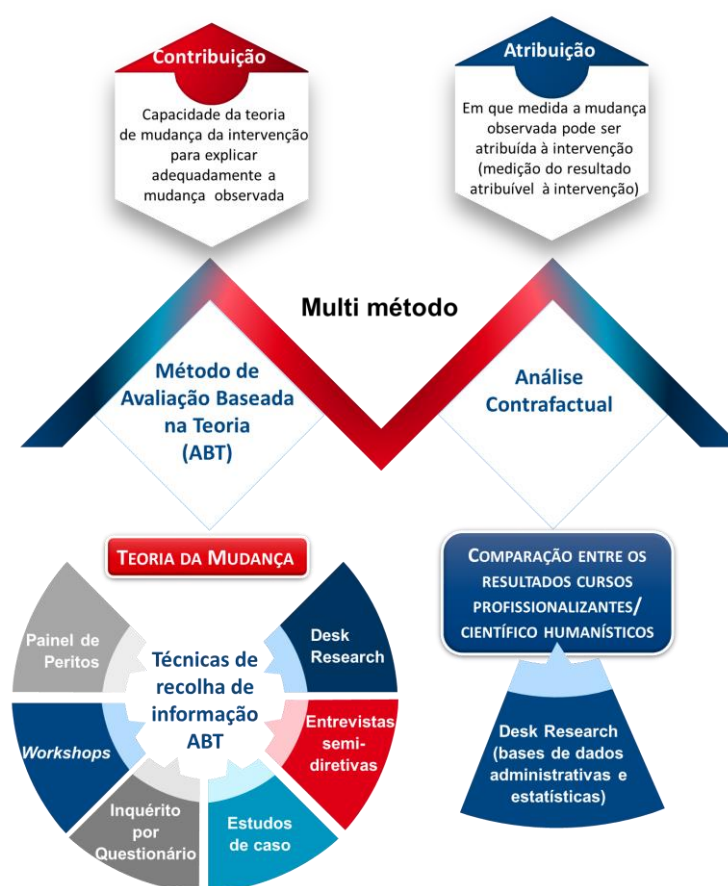 Contribuição
Capacidade da teoria
de mudança da intervenção
para explicar
adequadamente a
mudança observada
Atribuição
Em que medida a mudança
observada pode ser
atribuída à intervenção
(medição do resultado
atribuível à intervenção)
Multi método
Método de
Avaliação Baseada
na Teoria
(ABT)
Análise
Contrafactual
TEORIA DA MUDANÇA
COMPARAÇÃO ENTRE OS
RESULTADOS CURSOS
PROFISSIONALIZANTES/
CIENTÍFICO HUMANÍSTICOS
Painel de
Peritos
Workshops
Inquérito
por
Questionário
Estudos
de caso
Entrevistas
semi-
diretivas
Desk
Research
Técnicas de
recolha de
informação
ABT
Desk Research
(bases de dados
administrativas e
estatísticas)